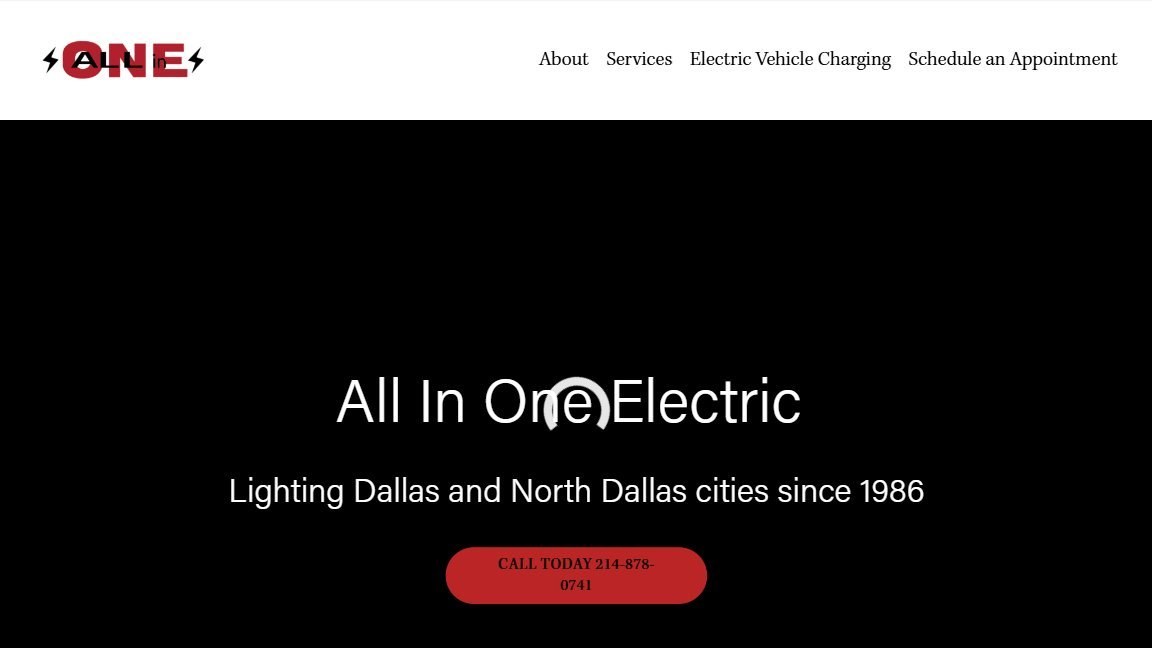 ALL in
ONE
About Services Electric Vehicle Charging Schedule an Appointment
All In One Electric
Lighting Dallas and North Dallas cities since 1986
CALL TODAY 214-878-
0741